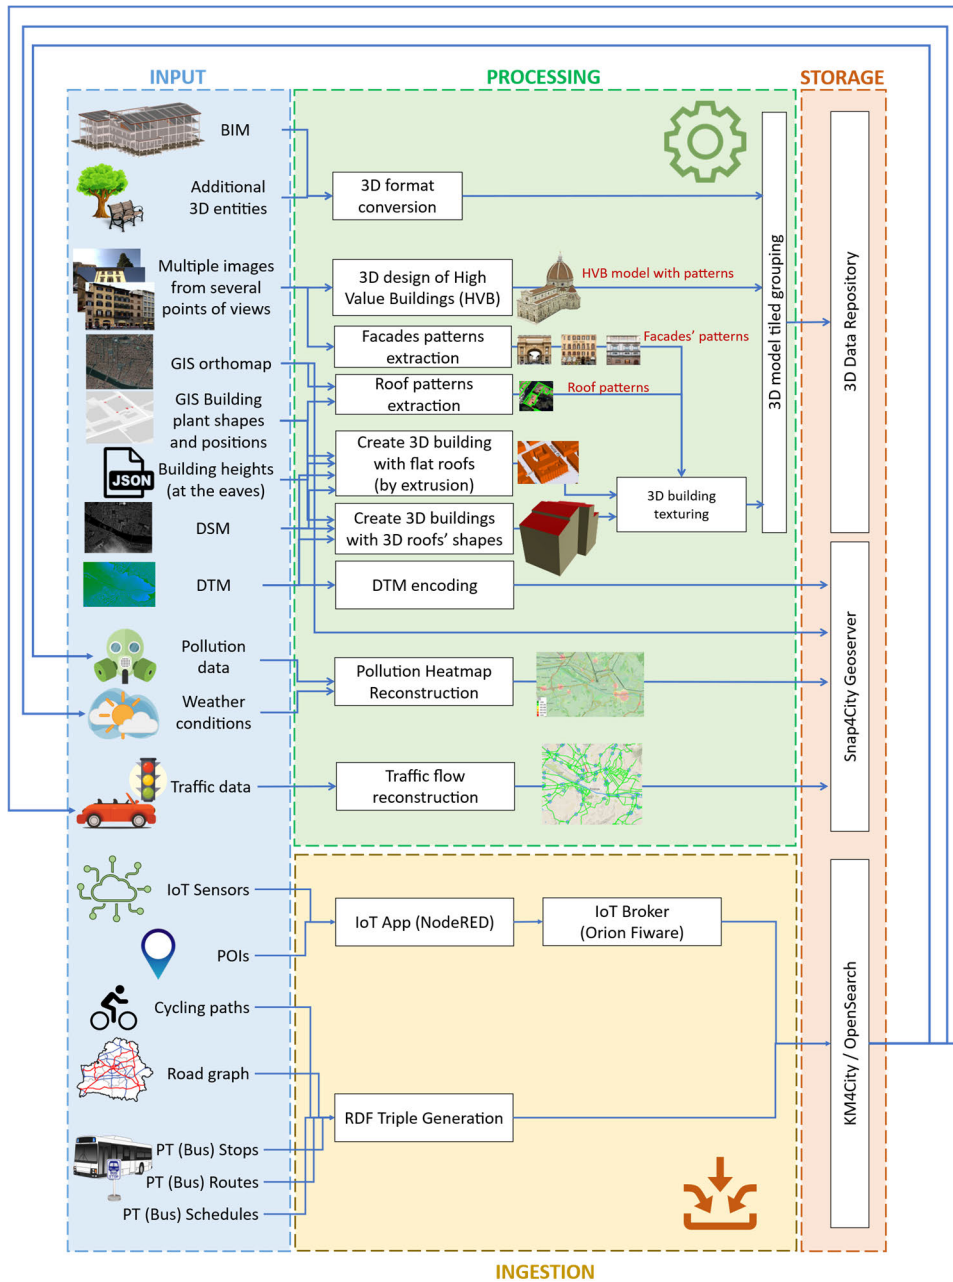 INPUT
PROCESSING
STORAGE
BIM
Additional
3D entities
3D format
conversion
Multiple images
from several
points of views
3D design of High
Value Buildings (HVB)
HVB model with patterns
Facades patterns
extraction
Facades' patterns
GIS orthomap
Roof patterns
extraction
Roof patterns
GIS Building
plant shapes
and positions
JSON
Building heights
(at the eaves)
Create 3D building
with flat roofs
(by extrusion)
3D building
texturing
DSM
Create 3D buildings
with 3D roofs' shapes
DTM
DTM encoding
3D model tiled grouping
3D Data Repository
Pollution
data
Weather
conditions
Pollution Heatmap
Reconstruction
Traffic data
Traffic flow
reconstruction
Snap4City Geoserver
IoT Sensors
POIs
IoT App (NodeRED)
IoT Broker
(Orion Fiware)
Cycling paths
Road graph
PT (Bus) Stops
PT (Bus) Routes
PT (Bus) Schedules
RDF Triple Generation
KM4City / OpenSearch
INGESTION